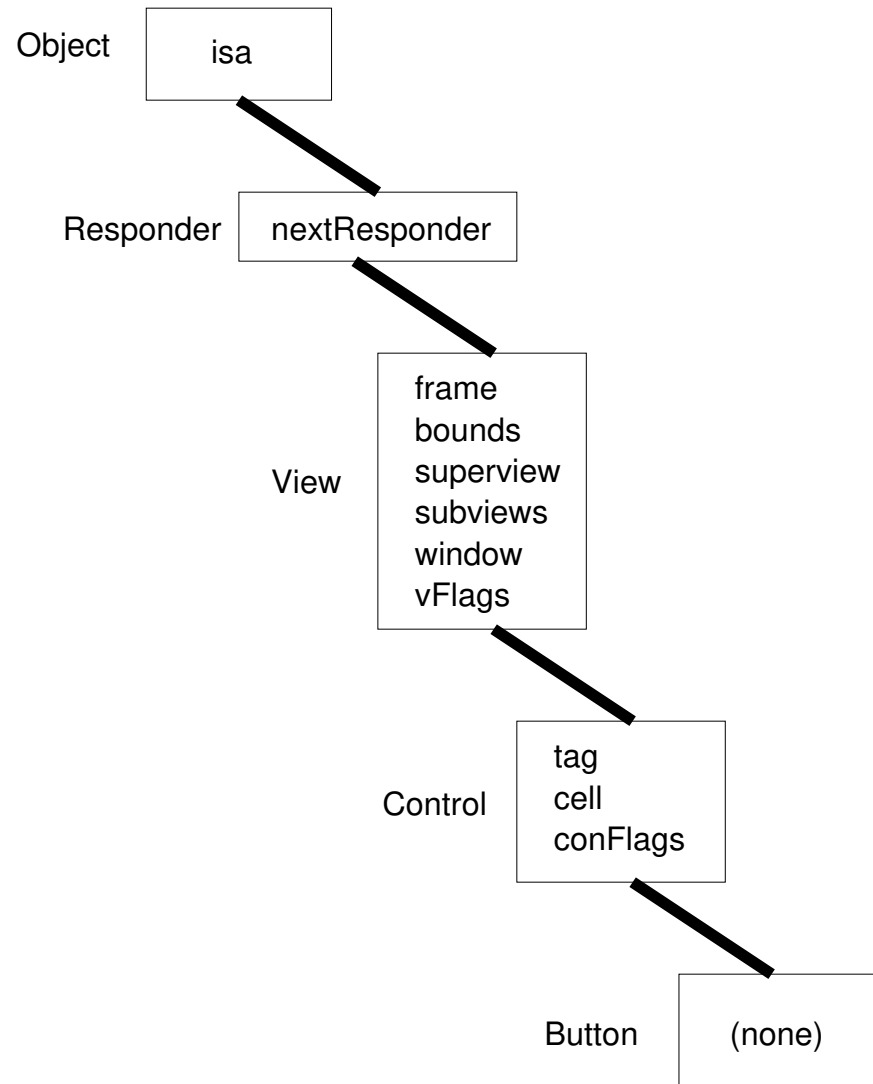 Object
isa
Responder
nextResponder
View
frame
bounds
superview
subviews
window
vFlags
Control
tag
cell
conFlags
Button
(none)